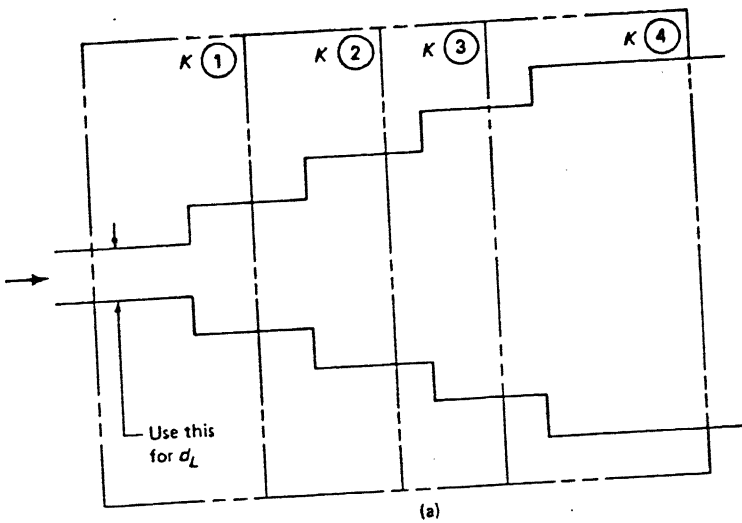 K ① K ② K ③ K ④
Use this
for d_L
(a)